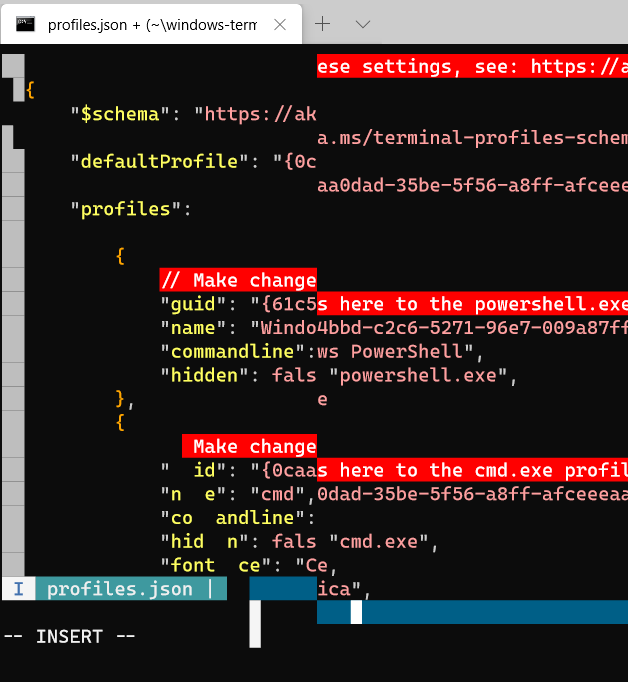 profiles.json + (~\windows-term
ese settings, see: https://a
{
"$schema": "https://ak
a.ms/terminal-profiles-schem
"defaultProfile": "{0c
aa0dad-35be-5f56-a8ff-afceee
"profiles":
{
// Make change
"guid": "{61c5s here to the powershell.exe
"name": "Windo4bbd-c2c6-5271-96e7-009a87ff
"commandline":ws PowerShell",
"hidden": fals "powershell.exe",
}, e
{
Make change
" id": "{0caas here to the cmd.exe profil
"n e": "cmd",0dad-35be-5f56-a8ff-afceeeaa
"co andline":
"hid n": fals "cmd.exe",
"font ce": "Ce,
I profiles.json | ica",
-- INSERT --